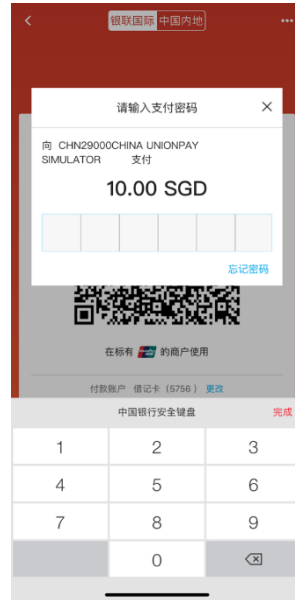 银联国际 中国内地
请输入支付密码
向 CHN29000CHINA UNIONPAY
SIMULATOR 支付
10.00 SGD
忘记密码
在标有 UnionPay 的商户使用
付款账户 借记卡（5756） 更改
中国银行安全键盘 完成
1 2 3
4 5 6
7 8 9
0